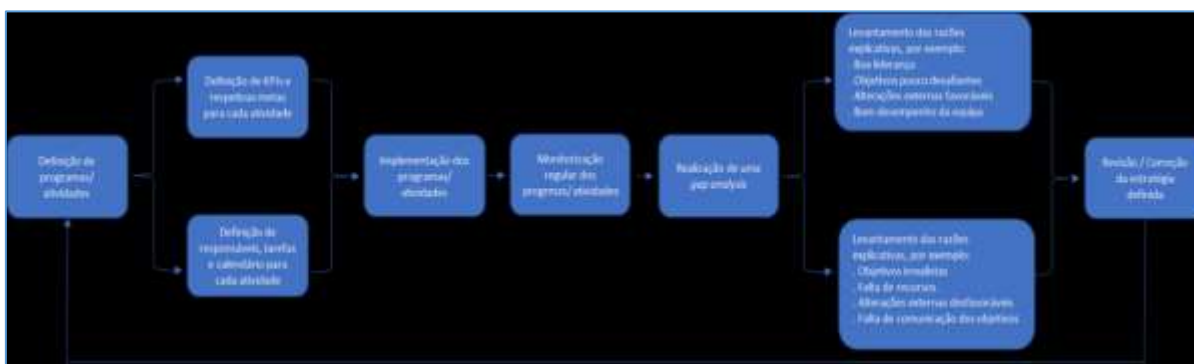 Definição de
programas/
atividades
Definição de KPIs e
respetivas metas
para cada atividade
Definição de
responsáveis, tarefas
e calendário para
cada atividade
Implementação dos
programas/
atividades
Monitorização
regular dos
progrmas/ atividades
Realização de uma
gap analysis
Levantamento das razões
explicativas, por exemplo:
. Boa liderança
. Objetivos pouco desafiantes
. Alterações externas favoráveis
. Bom desempenho da equipa
Levantamento das razões
explicativas, por exemplo:
. Objetivos irrealistas
. Falta de recursos
. Alterações externas desfavoráveis
. Falta de comunicação dos objetivos
Revisão / Correção
da estratégia
definida